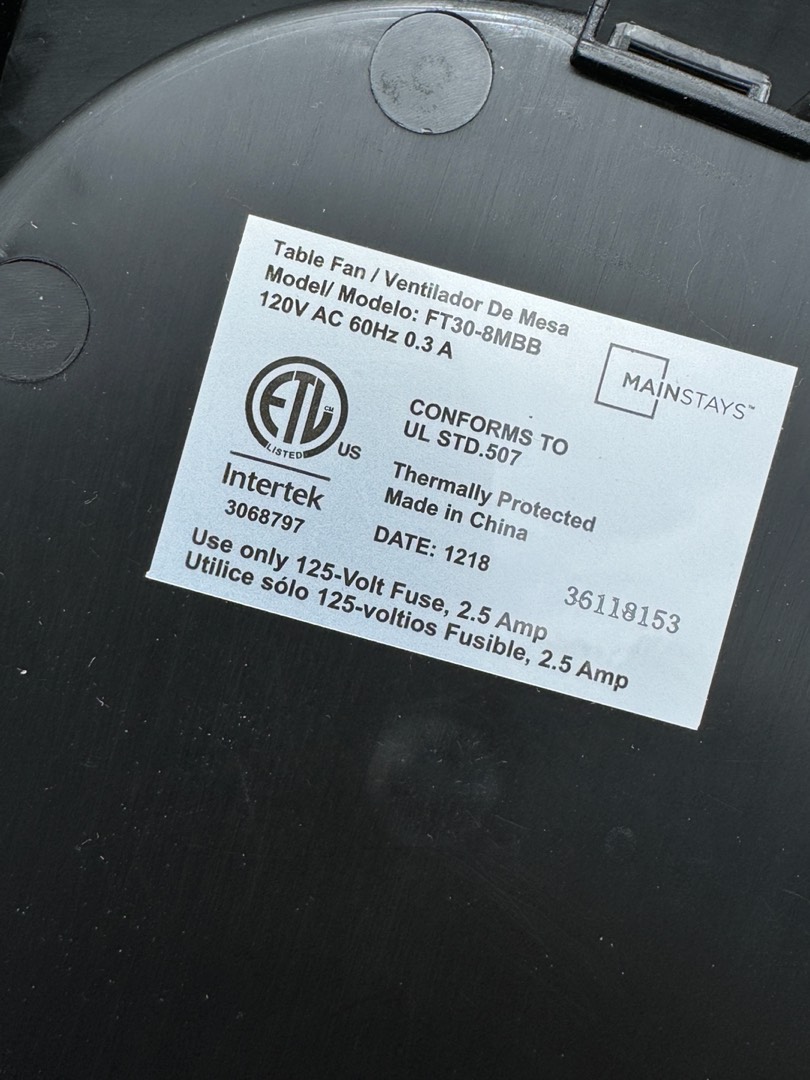 Table Fan / Ventilador De Mesa
Model/ Modelo: FT30-8MBB
120V AC 60Hz 0.3 A
MAINSTAYS™
ETL CM
LISTED
US
Intertek
3068797
CONFORMS TO
UL STD.507
Thermally Protected
Made in China
DATE: 1218
36118153
Use only 125-Volt Fuse, 2.5 Amp
Utilice sólo 125-voltios Fusible, 2.5 Amp